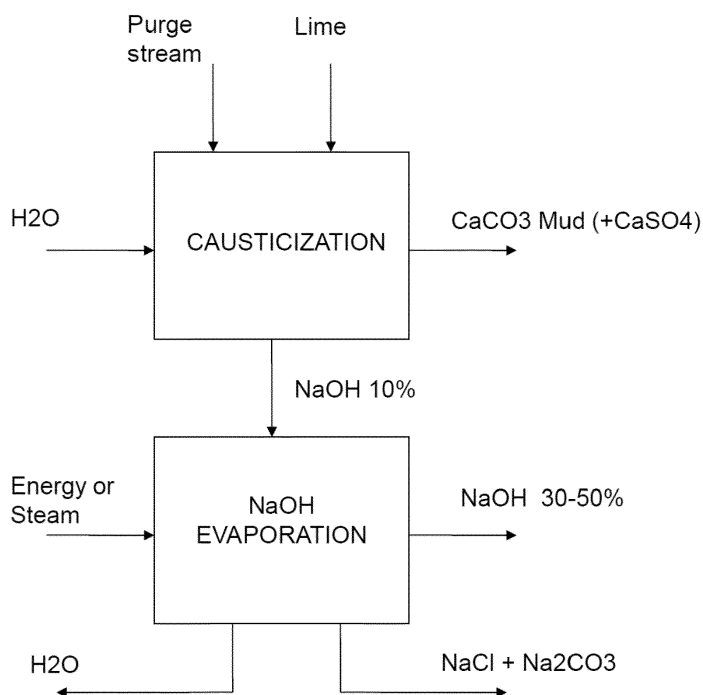 Purge
stream
Lime
H2O
CAUSTICIZATION
CaCO3 Mud (+CaSO4)
NaOH 10%
Energy or
Steam
NaOH
EVAPORATION
NaOH 30-50%
H2O
NaCl + Na2CO3